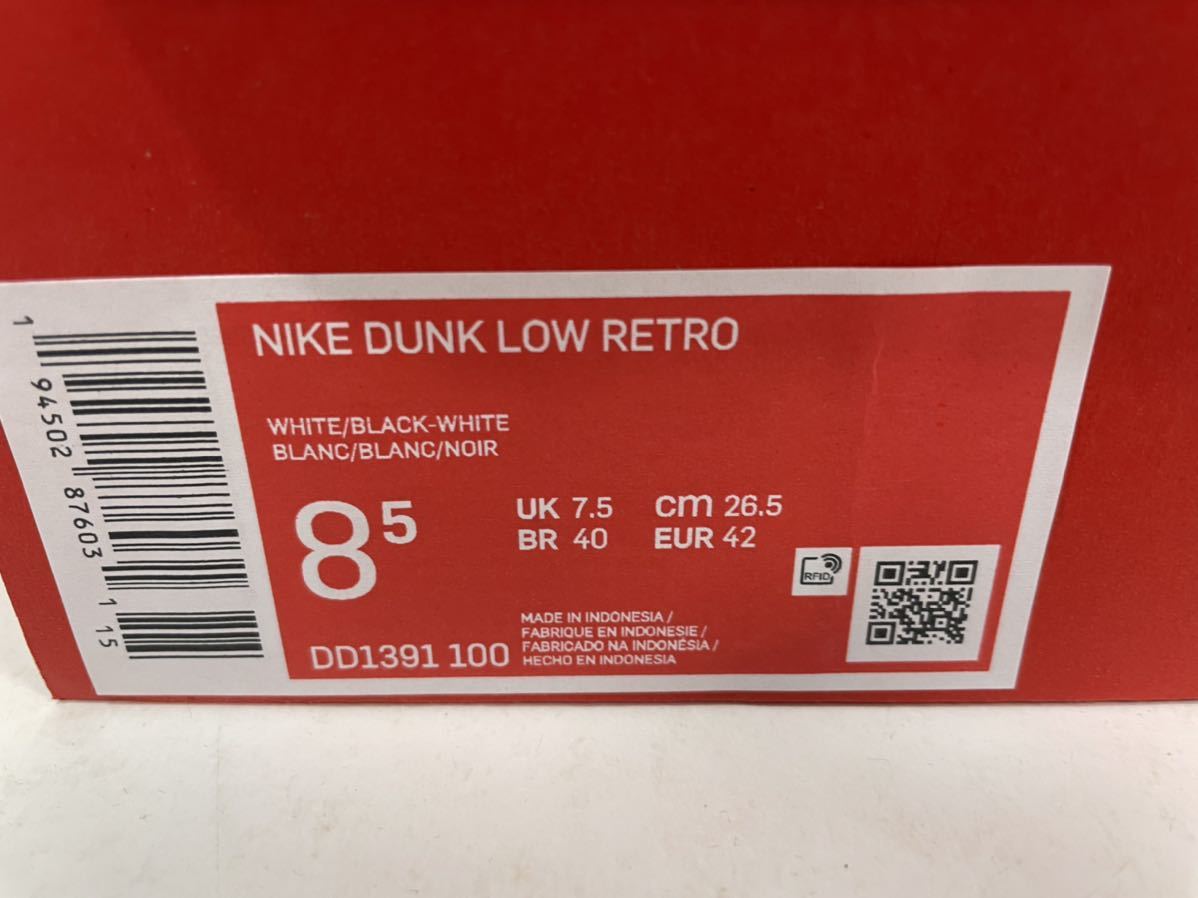 1 94502 87603 1 15
NIKE DUNK LOW RETRO
WHITE/BLACK-WHITE
BLANC/BLANC/NOIR
8 5
UK 7.5 cm 26.5
BR 40 EUR 42
RFID
DD1391 100
MADE IN INDONESIA /
FABRIQUE EN INDONESIE /
FABRICADO NA INDONÉSIA /
HECHO EN INDONESIA